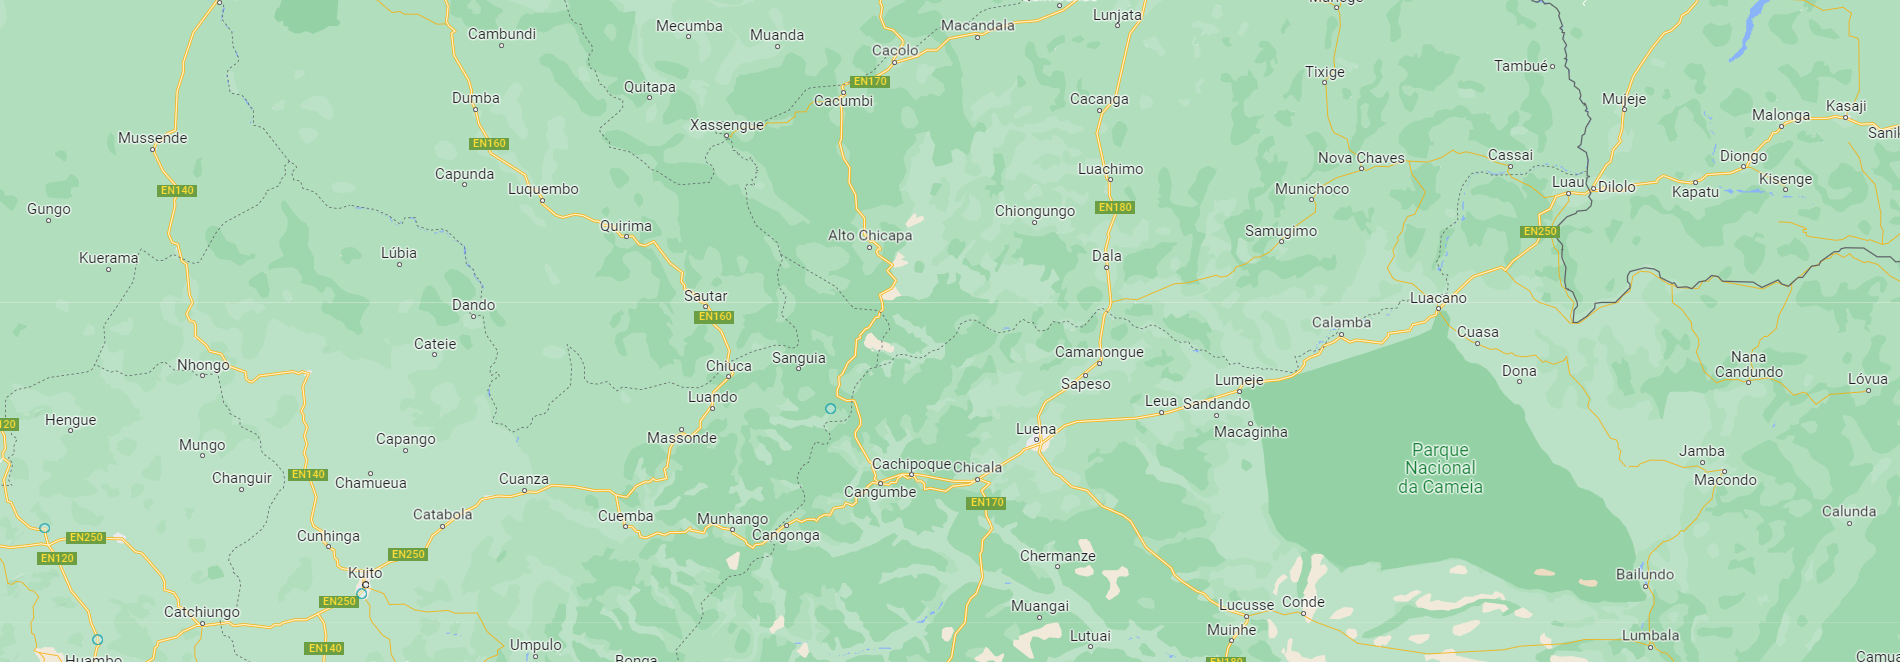 Lunjata
Macandala
Mecumba
Cambundi
Muanda
Cacolo
Tambué
Tixige
EN170
Quitapa
Dumba
Cacumbi
Cacanga
Mujeje
Kasaji
Malonga
Xassengue
Mussende
EN160
Diongo
Nova Chaves
Cassai
Luachimo
Capunda
Luquembo
Munichoco
Luau
Dilolo
Kisenge
Kapatu
EN140
Gungo
Chiongungo
EN180
Quirima
Alto Chicapa
Samugimo
EN250
Kuerama
Lúbia
Dala
Sautar
Luacano
Dando
EN160
Calamba
Cuasa
Cateie
Camanongue
Sanguia
Nhongo
Chiuca
Nana
Candundo
Dona
Lóvua
Sapeso
Lumeje
Luando
Leua
Sandando
Hengue
120
Luena
Macaginha
Massonde
Capango
Mungo
Parque
Nacional
da Cameia
Jamba
Cachipoque
Chicala
EN140
Changuir
Chamueua
Cuanza
Macondo
Cangumbe
EN170
Catabola
Cuemba
Munhango
Calunda
Cangonga
EN250
Cunhinga
EN120
EN250
Chermanze
Kuito
Bailundo
EN250
Catchiungo
Muangai
Lucusse
Conde
Muinhe
Lutuai
Lumbala
EN140
Umpulo